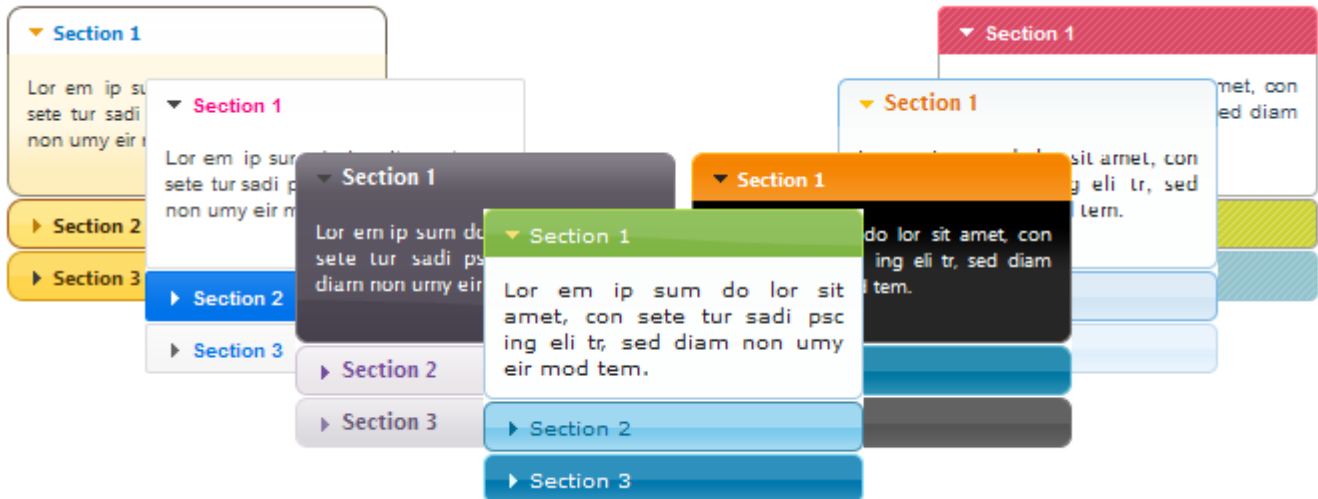 Section 1
Lor em ip su
sete tur sadi
non umy eir
Section 2
Section 3
Section 1
Lor em ip sur
sete tur sadi p
non umy eir m
Section 2
Section 3
Section 1
Lor em ip sum do
sete tur sadi ps
diam non umy eir
Section 2
Section 3
Section 1
Lor em ip sum do lor sit
amet, con sete tur sadi psc
ing eli tr, sed diam non umy
eir mod tem.
Section 2
Section 3
Section 1
do lor sit amet, con
ing eli tr, sed diam
tem.
Section 1
sit amet, con
g eli tr, sed
tem.
Section 1
met, con
ed diam